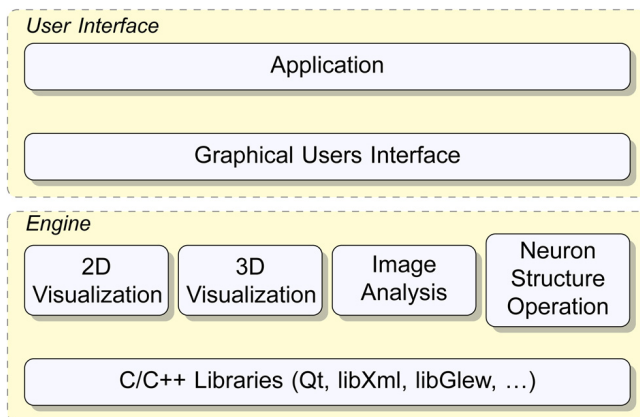 User Interface
Application
Graphical Users Interface
Engine
2D
Visualization
3D
Visualization
Image
Analysis
Neuron
Structure
Operation
C/C++ Libraries (Qt, libXml, libGlew, …)